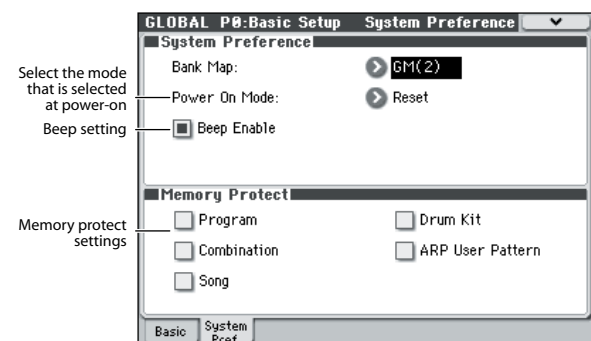 GLOBAL P0:Basic Setup System Preference
System Preference
Bank Map: GM(2)
Select the mode
that is selected
at power-on
Power On Mode: Reset
Beep setting
Beep Enable
Memory Protect
Memory protect
settings
Program Drum Kit
Combination ARP User Pattern
Song
Basic System
Pref